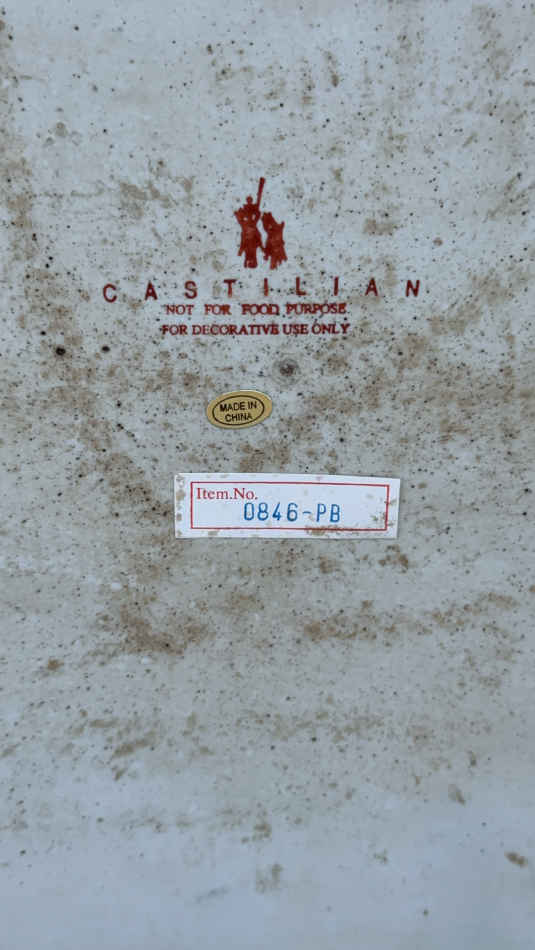 CASTILIAN
NOT FOR FOOD PURPOSE.
FOR DECORATIVE USE ONLY
MADE IN
CHINA
Item.No.
0846-PB